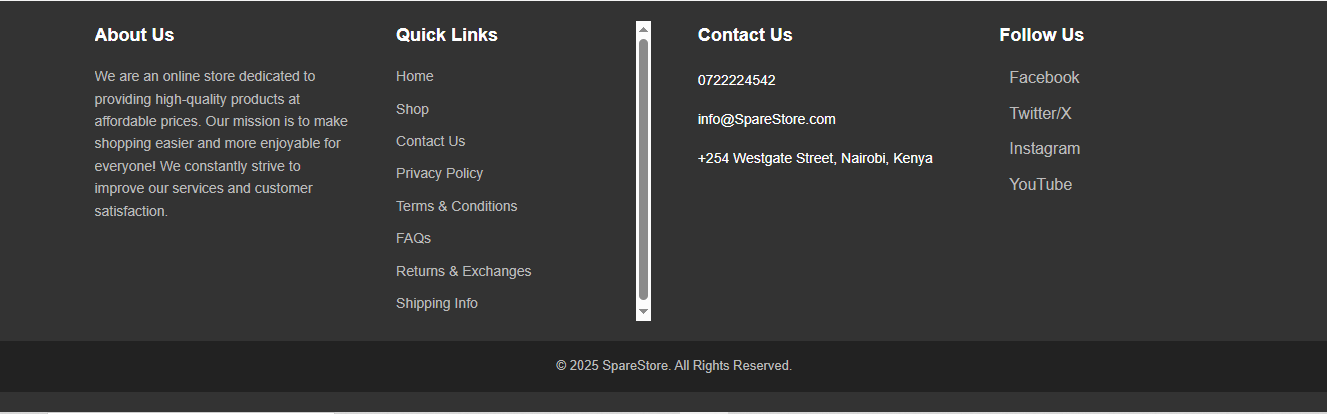 About Us
We are an online store dedicated to
providing high-quality products at
affordable prices. Our mission is to make
shopping easier and more enjoyable for
everyone! We constantly strive to
improve our services and customer
satisfaction.
Quick Links
Home
Shop
Contact Us
Privacy Policy
Terms & Conditions
FAQs
Returns & Exchanges
Shipping Info
Contact Us
0722224542
info@SpareStore.com
+254 Westgate Street, Nairobi, Kenya
Follow Us
Facebook
Twitter/X
Instagram
YouTube
© 2025 SpareStore. All Rights Reserved.